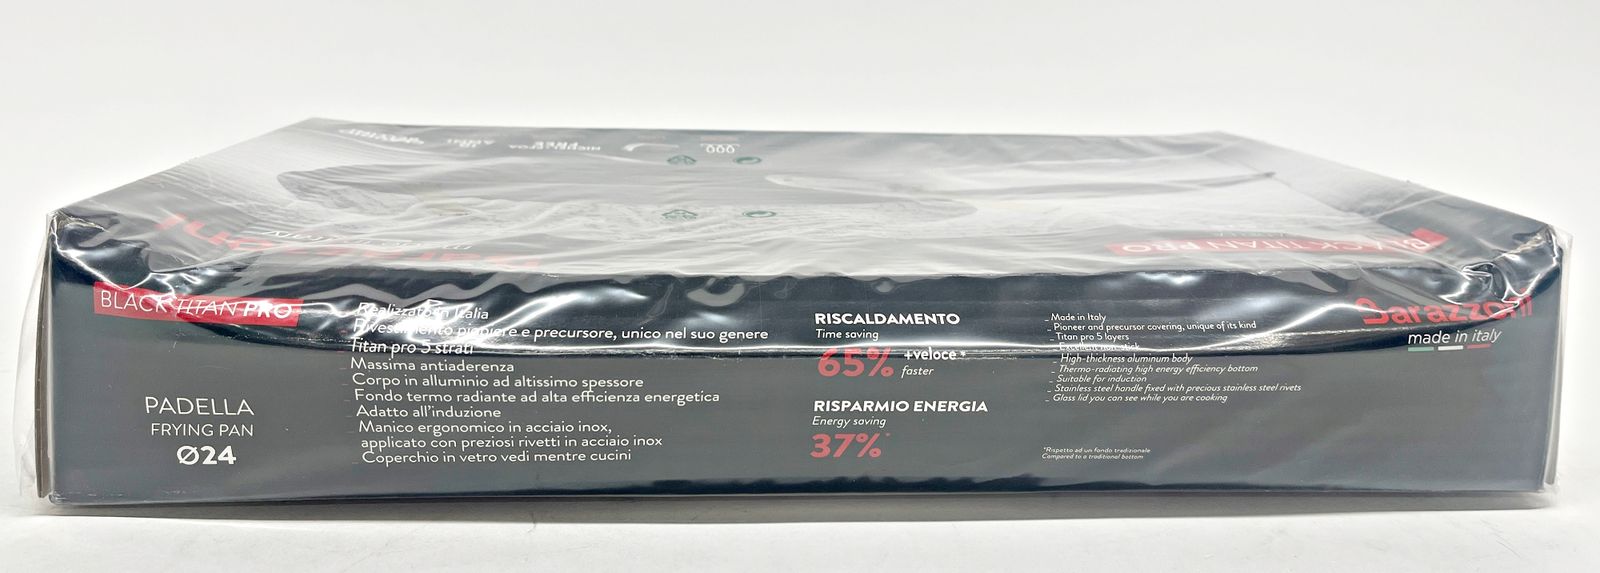 BLACK TITAN PRO
PADELLA
FRYING PAN
Ø24
_ Realizzato in Italia
_ Rivestimento pioniere e precursore, unico nel suo genere
_ Titan pro 5 strati
_ Massima antiaderenza
_ Corpo in alluminio ad altissimo spessore
_ Fondo termo radiante ad alta efficienza energetica
_ Adatto all'induzione
_ Manico ergonomico in acciaio inox,
applicato con preziosi rivetti in acciaio inox
_ Coperchio in vetro vedi mentre cucini
RISCALDAMENTO
Time saving
65% +veloce *
faster
RISPARMIO ENERGIA
Energy saving
37%*
_ Made in Italy
_ Pioneer and precursor covering, unique of its kind
_ Titan pro 5 layers
_ Excellent non-stick
_ High-thickness aluminum body
_ Thermo-radiating high energy efficiency bottom
_ Suitable for induction
_ Stainless steel handle fixed with precious stainless steel rivets
_ Glass lid you can see while you are cooking
*Rispetto ad un fondo tradizionale
Compared to a traditional bottom
Barazzoni
made in italy
BLACK TITAN PRO